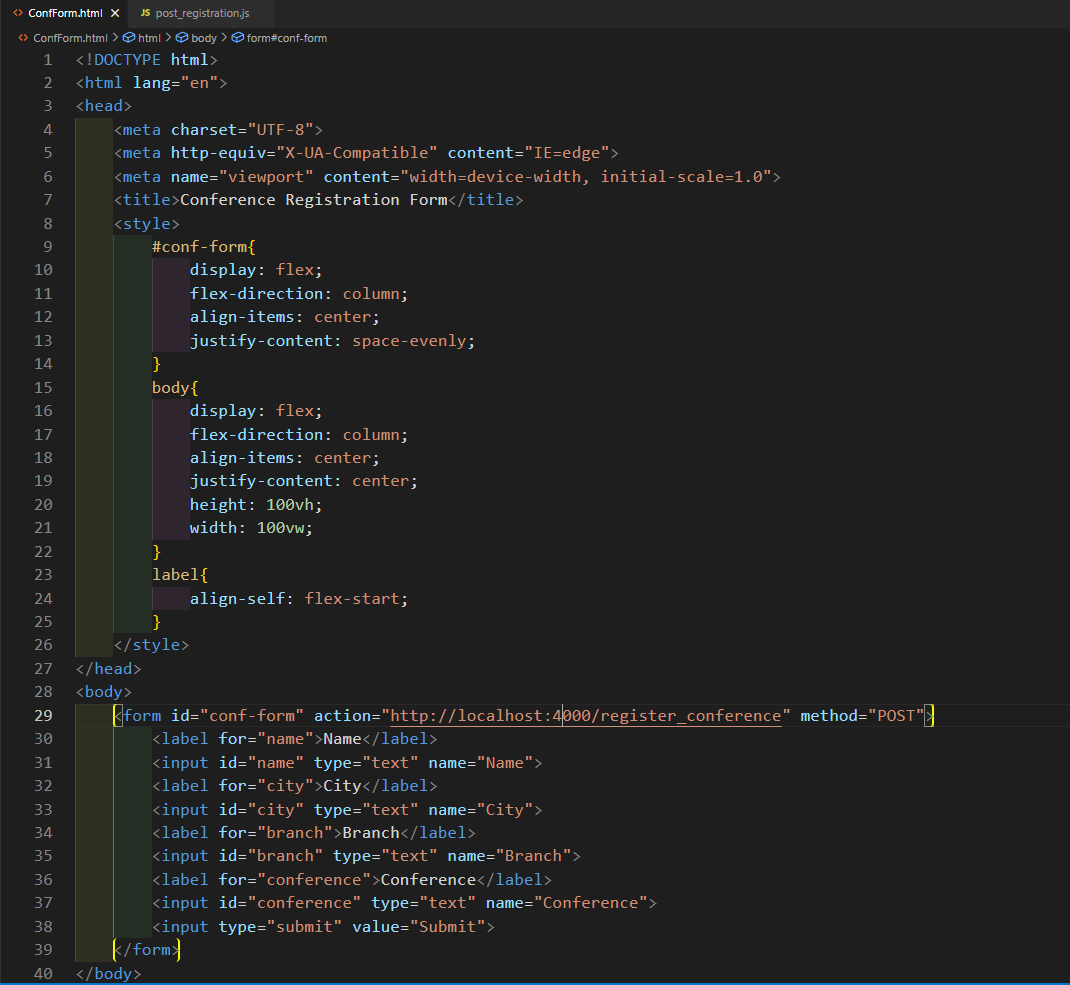 <> ConfForm.html ×
JS post_registration.js
<> ConfForm.html > html > body > form#conf-form
1 <!DOCTYPE html>
2 <html lang="en">
3 <head>
4     <meta charset="UTF-8">
5     <meta http-equiv="X-UA-Compatible" content="IE=edge">
6     <meta name="viewport" content="width=device-width, initial-scale=1.0">
7     <title>Conference Registration Form</title>
8     <style>
9         #conf-form{
10             display: flex;
11             flex-direction: column;
12             align-items: center;
13             justify-content: space-evenly;
14         }
15         body{
16             display: flex;
17             flex-direction: column;
18             align-items: center;
19             justify-content: center;
20             height: 100vh;
21             width: 100vw;
22         }
23         label{
24             align-self: flex-start;
25         }
26     </style>
27 </head>
28 <body>
29     <form id="conf-form" action="http://localhost:4000/register_conference" method="POST">
30         <label for="name">Name</label>
31         <input id="name" type="text" name="Name">
32         <label for="city">City</label>
33         <input id="city" type="text" name="City">
34         <label for="branch">Branch</label>
35         <input id="branch" type="text" name="Branch">
36         <label for="conference">Conference</label>
37         <input id="conference" type="text" name="Conference">
38         <input type="submit" value="Submit">
39     </form>
40 </body>